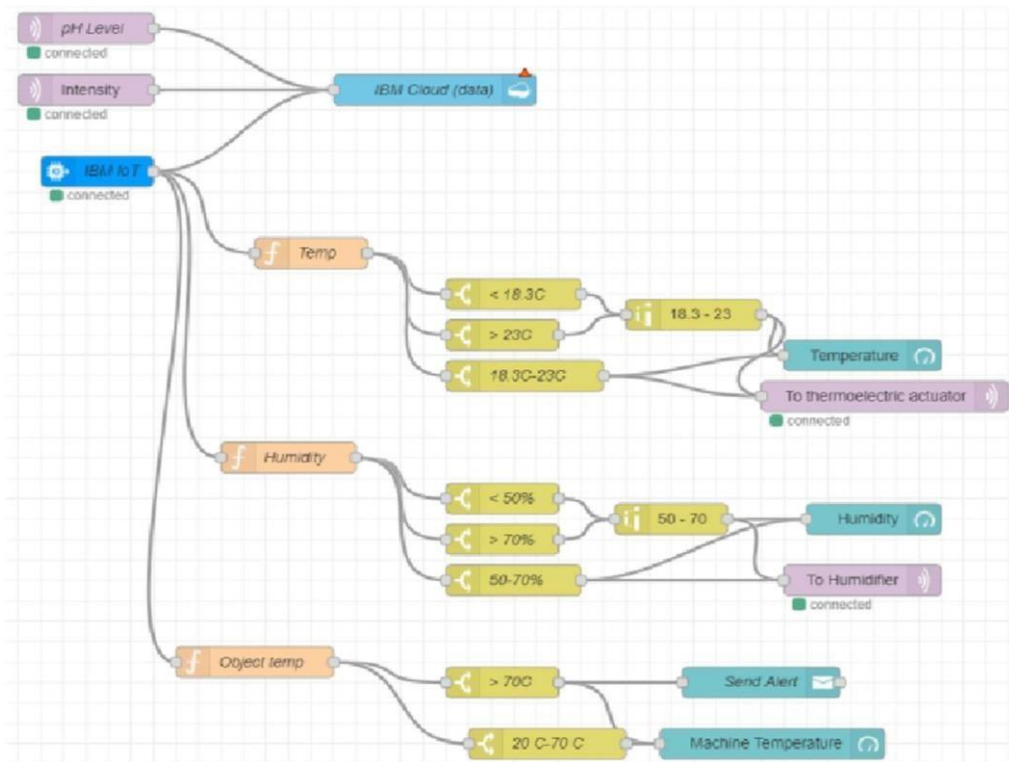 pH Level
connected
Intensity
connected
IBM Cloud (data)
IBM IoT
connected
Temp
< 18.3C
> 23C
18.3C-23C
18.3 - 23
Temperature
To thermoelectric actuator
connected
Humidity
< 50%
> 70%
50-70%
50 - 70
Humidity
To Humidifier
connected
Object temp
> 70C
Send Alert
20 C-70 C
Machine Temperature